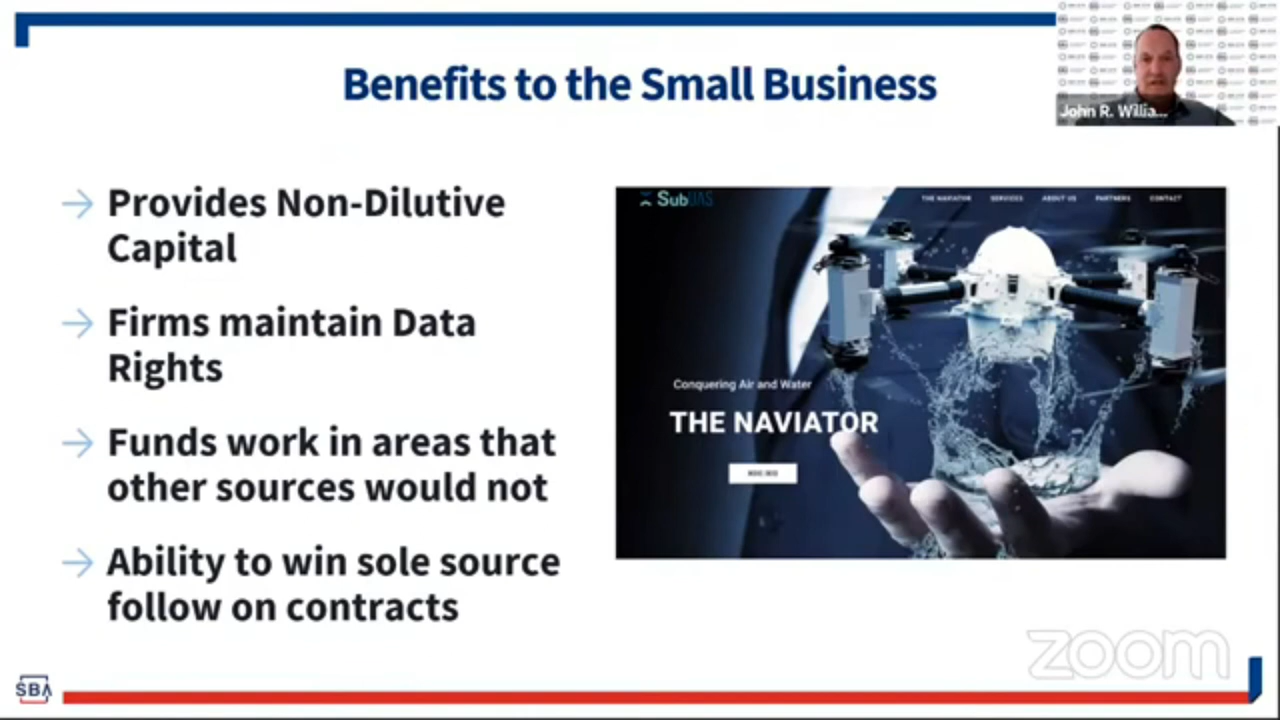 Benefits to the Small Business
John R. Willia...
Provides Non-Dilutive
Capital
Firms maintain Data
Rights
Funds work in areas that
other sources would not
Ability to win sole source
follow on contracts
SubUAS
THE NAVIATOR SERVICES ABOUT US PARTNERS CONTACT
Conquering Air and Water
THE NAVIATOR
zoom
SBA